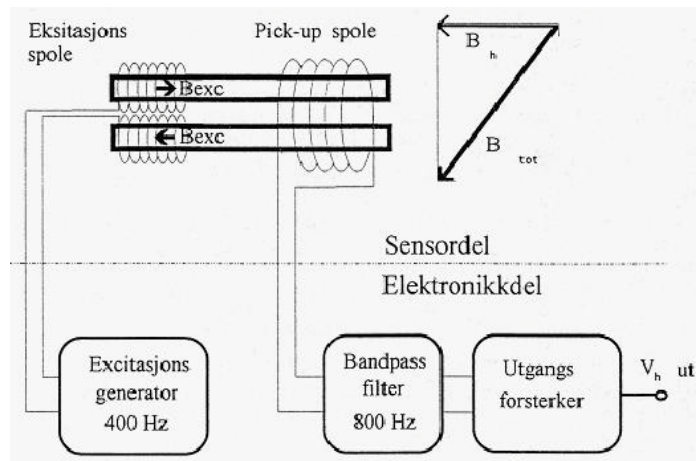 Eksitasjons
spole
Pick-up spole
Bexc
Bexc
B
h
B
tot
Sensordel
Elektronikkdel
Excitasjons
generator
400 Hz
Bandpass
filter
800 Hz
Utgangs
forsterker
V h ut